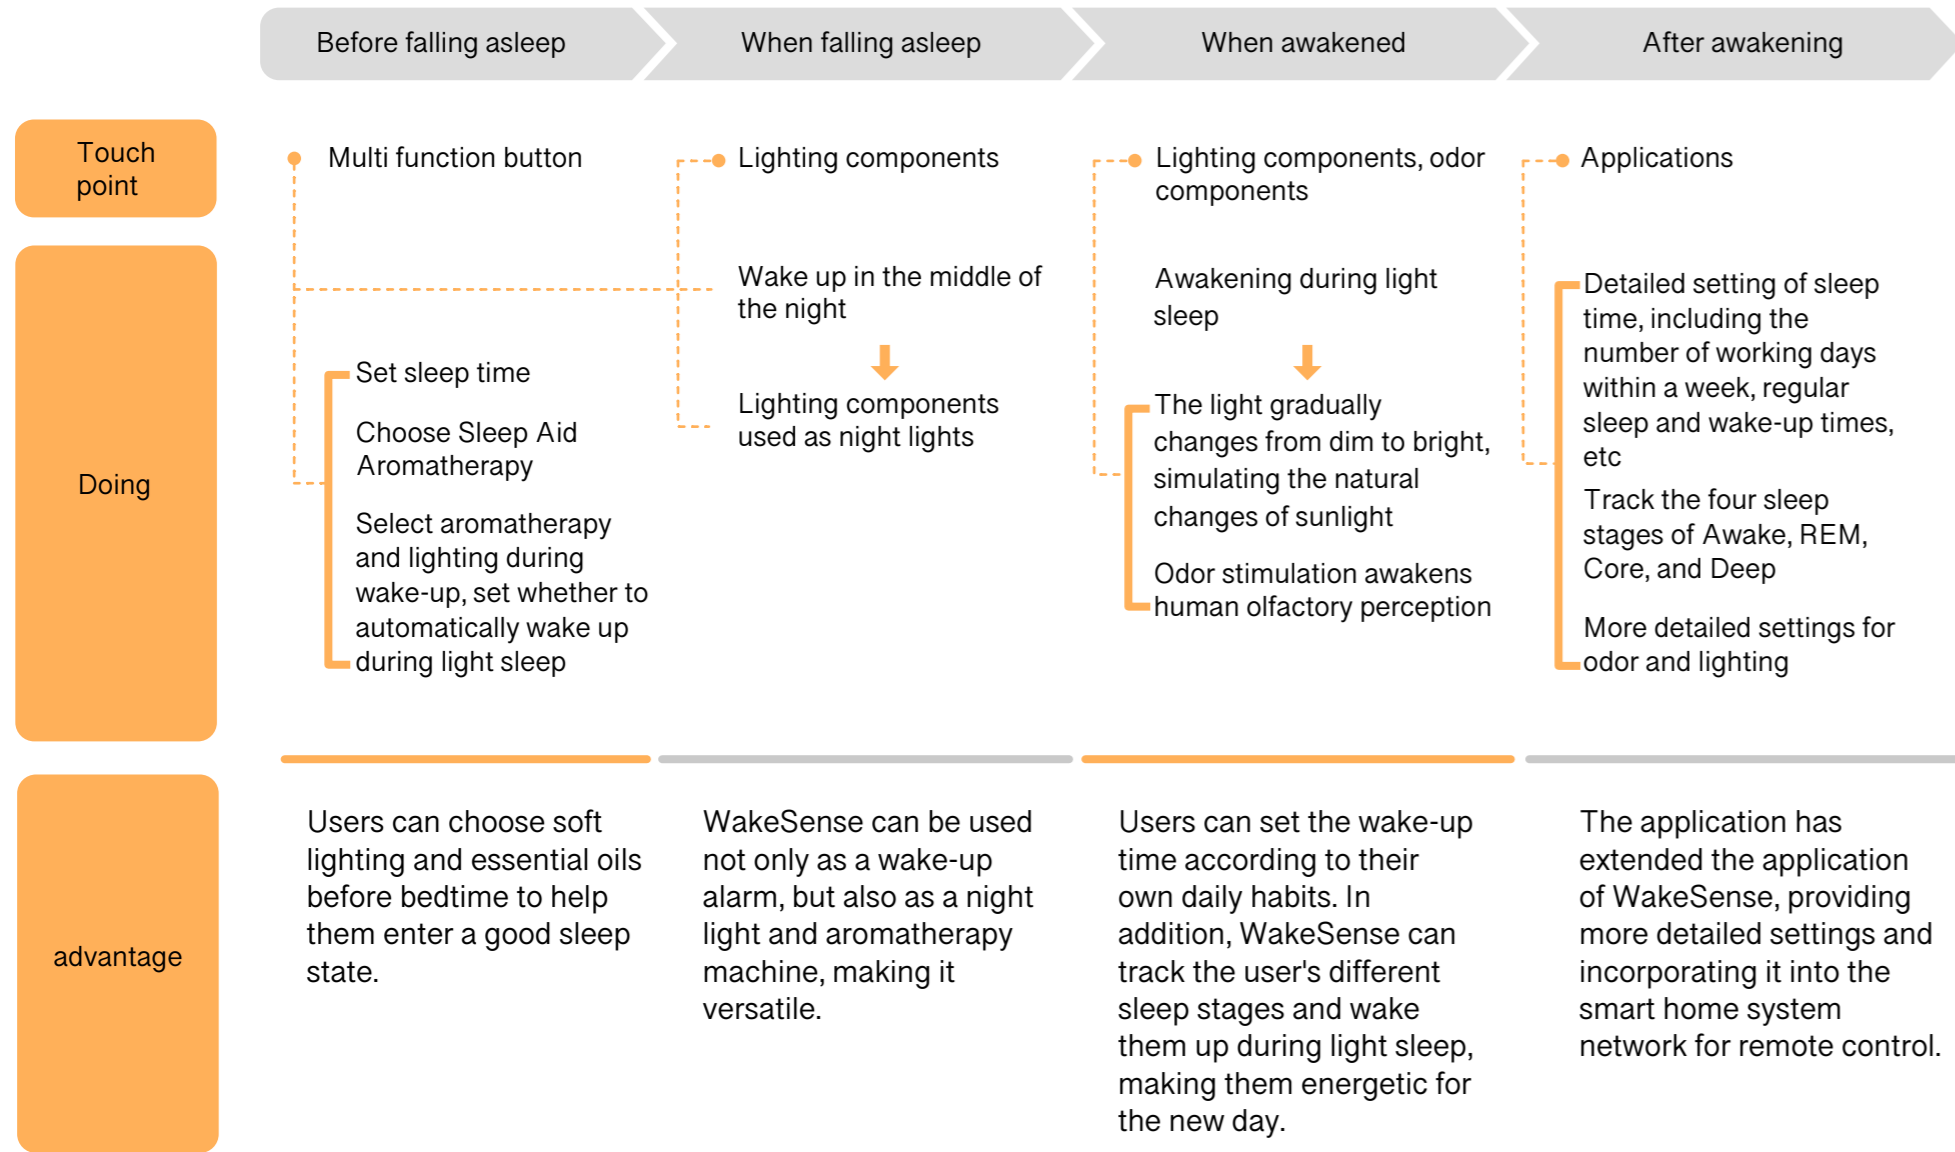 Before falling asleep
When falling asleep
When awakened
After awakening
Touch
point
Multi function button
Lighting components
Lighting components, odor
components
Applications
Doing
Set sleep time
Choose Sleep Aid
Aromatherapy
Select aromatherapy
and lighting during
wake-up, set whether to
automatically wake up
during light sleep
Wake up in the middle of
the night
Lighting components
used as night lights
Awakening during light
sleep
The light gradually
changes from dim to bright,
simulating the natural
changes of sunlight
Odor stimulation awakens
human olfactory perception
Detailed setting of sleep
time, including the
number of working days
within a week, regular
sleep and wake-up times,
etc
Track the four sleep
stages of Awake, REM,
Core, and Deep
More detailed settings for
odor and lighting
advantage
Users can choose soft
lighting and essential oils
before bedtime to help
them enter a good sleep
state.
WakeSense can be used
not only as a wake-up
alarm, but also as a night
light and aromatherapy
machine, making it
versatile.
Users can set the wake-up
time according to their
own daily habits. In
addition, WakeSense can
track the user's different
sleep stages and wake
them up during light sleep,
making them energetic for
the new day.
The application has
extended the application
of WakeSense, providing
more detailed settings and
incorporating it into the
smart home system
network for remote control.